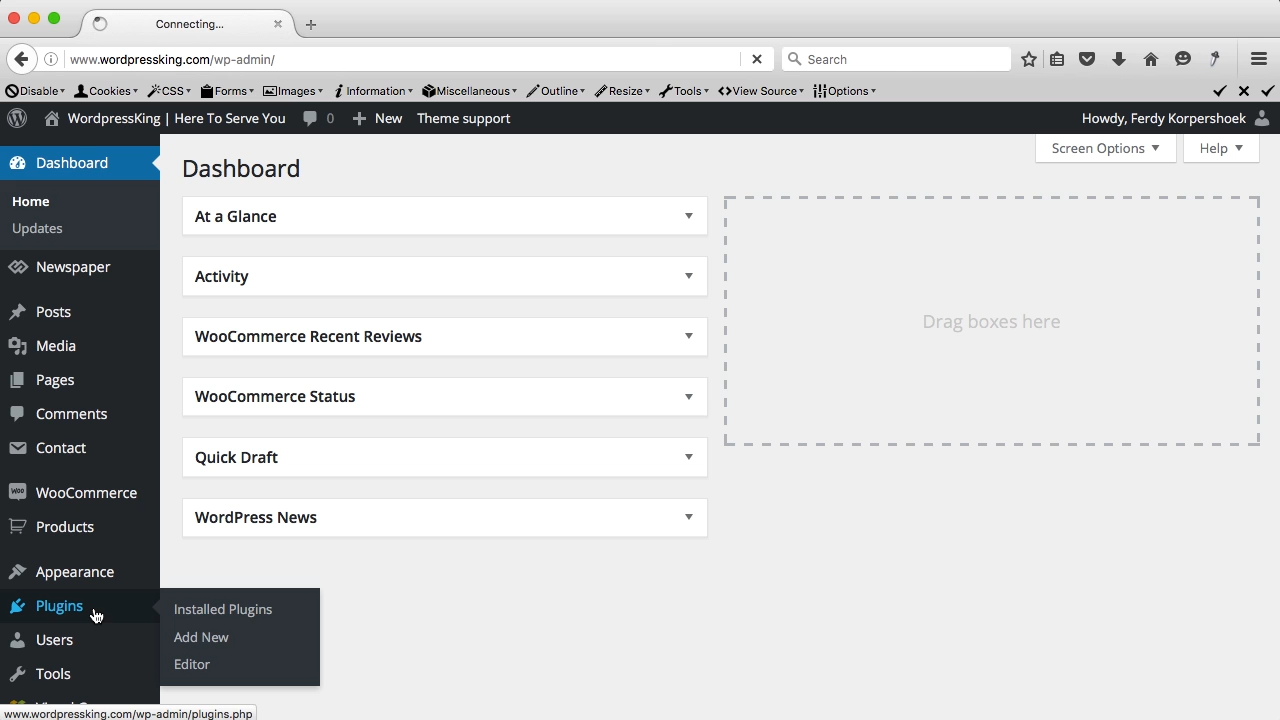 Connecting...
www.wordpressking.com/wp-admin/
Search
Disable Cookies CSS Forms Images Information Miscellaneous Outline Resize Tools View Source Options
WordpressKing | Here To Serve You 0 New Theme support Howdy, Ferdy Korpershoek
Dashboard
Home
Updates
Newspaper
Posts
Media
Pages
Comments
Contact
WooCommerce
Products
Appearance
Plugins
Users
Tools
Installed Plugins
Add New
Editor
Dashboard
Screen Options Help
At a Glance
Activity
WooCommerce Recent Reviews
WooCommerce Status
Quick Draft
WordPress News
Drag boxes here
www.wordpressking.com/wp-admin/plugins.php